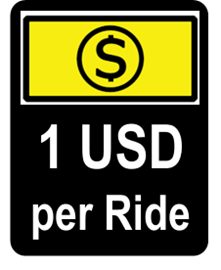 $
1 USD
per Ride